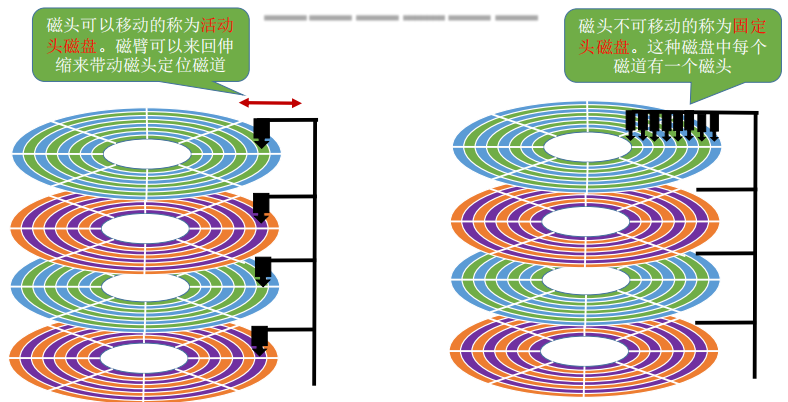 磁头可以移动的称为活动
头磁盘。磁臂可以来回伸
缩来带动磁头定位磁道
磁头不可移动的称为固定
头磁盘。这种磁盘中每个
磁道有一个磁头